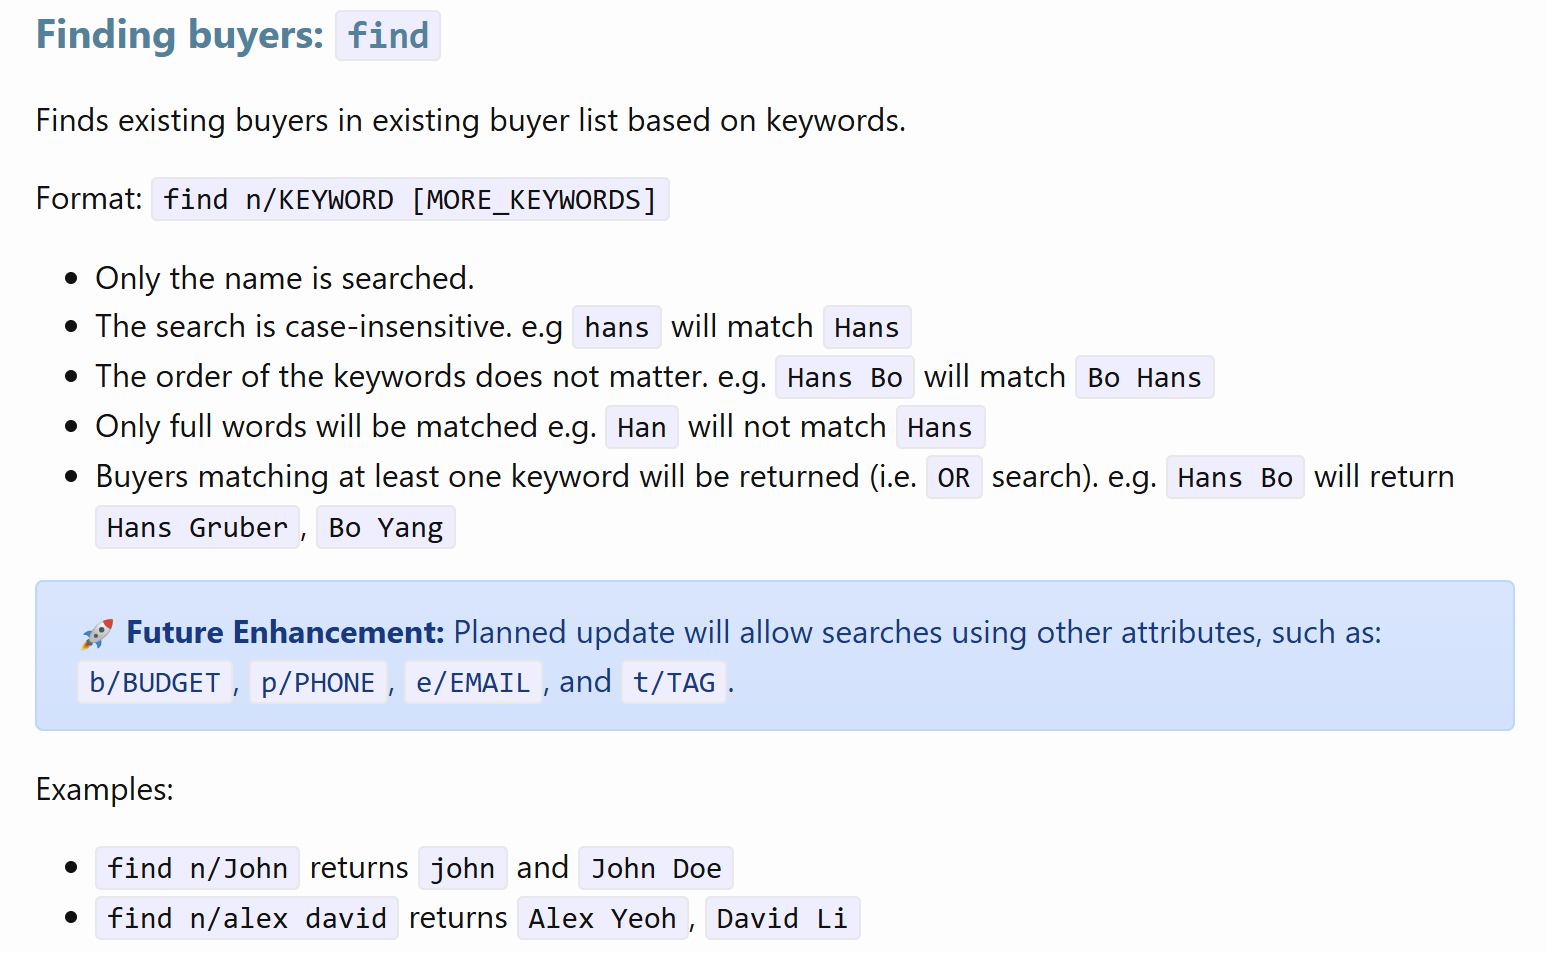 Finding buyers: find
Finds existing buyers in existing buyer list based on keywords.
Format: find n/KEYWORD [MORE_KEYWORDS]
• Only the name is searched.
• The search is case-insensitive. e.g hans will match Hans
• The order of the keywords does not matter. e.g. Hans Bo will match Bo Hans
• Only full words will be matched e.g. Han will not match Hans
• Buyers matching at least one keyword will be returned (i.e. OR search). e.g. Hans Bo will return
Hans Gruber, Bo Yang
🚀 Future Enhancement: Planned update will allow searches using other attributes, such as:
b/BUDGET, p/PHONE, e/EMAIL, and t/TAG.
Examples:
• find n/John returns john and John Doe
• find n/alex david returns Alex Yeoh, David Li